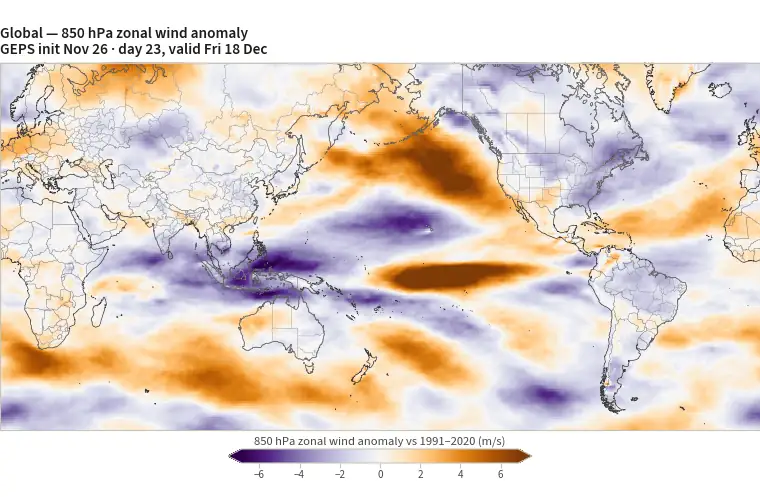 Global — 850 hPa zonal wind anomaly
GEPS init Nov 26 · day 23, valid Fri 18 Dec
850 hPa zonal wind anomaly vs 1991–2020 (m/s)
−6 −4 −2 0 2 4 6